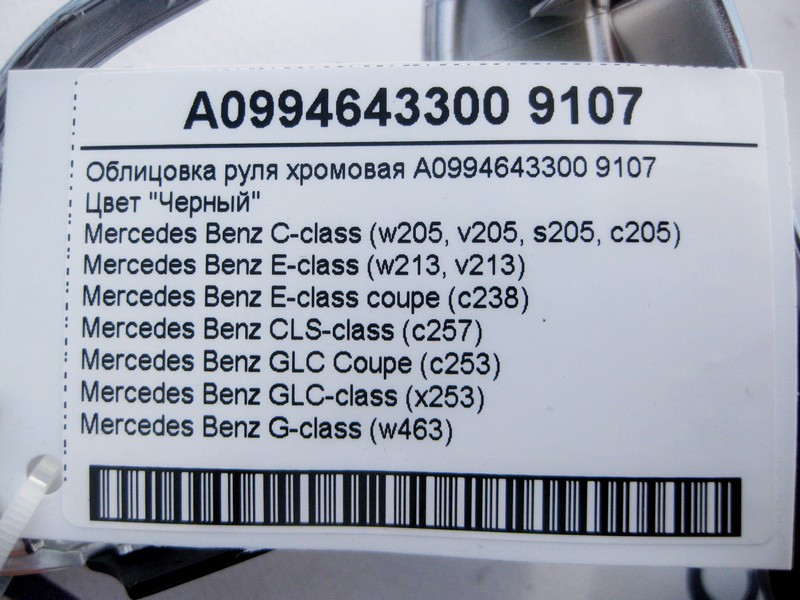 A0994643300 9107
Облицовка руля хромовая A0994643300 9107
Цвет "Черный"
Mercedes Benz C-class (w205, v205, s205, c205)
Mercedes Benz E-class (w213, v213)
Mercedes Benz E-class coupe (c238)
Mercedes Benz CLS-class (c257)
Mercedes Benz GLC Coupe (c253)
Mercedes Benz GLC-class (x253)
Mercedes Benz G-class (w463)